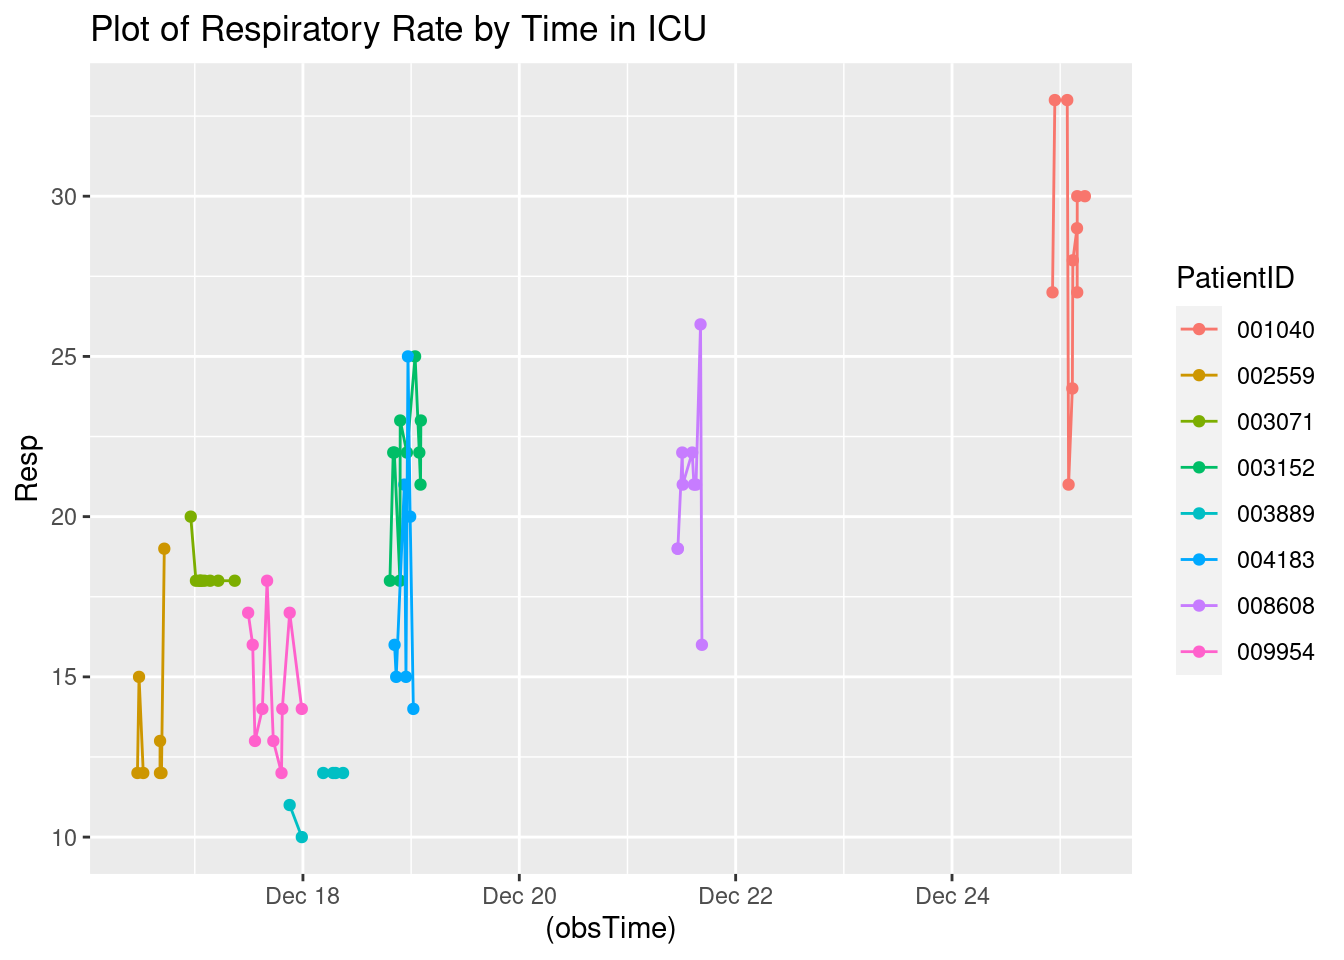 Plot of Respiratory Rate by Time in ICU
Resp
30
25
20
15
10
Dec 18
Dec 20
Dec 22
Dec 24
(obsTime)
PatientID
001040
002559
003071
003152
003889
004183
008608
009954